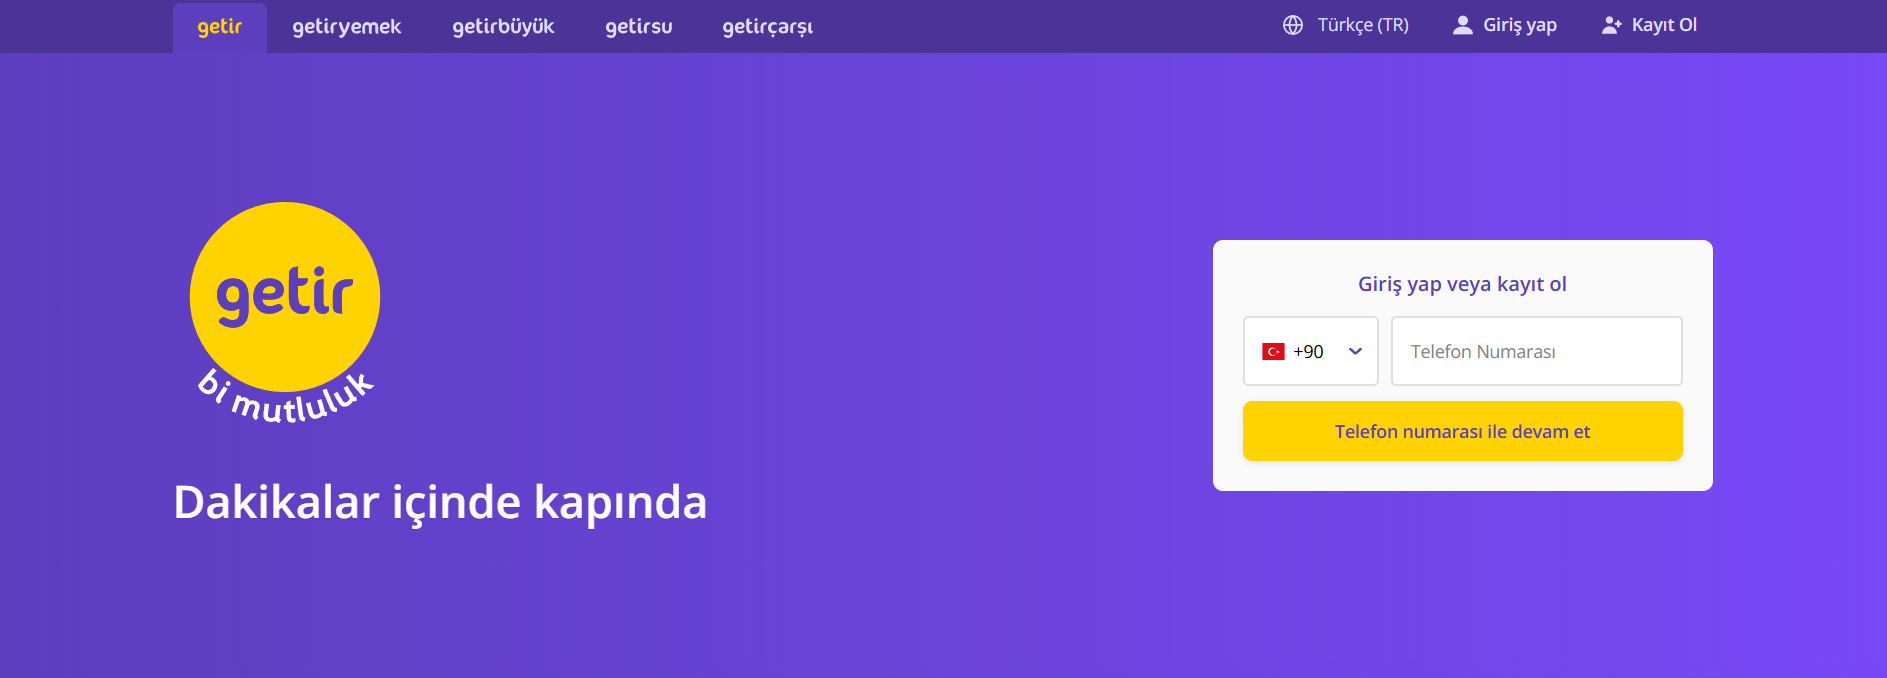 getir getiryemek getirbüyük getirsu getirçarşı Türkçe (TR) Giriş yap Kayıt Ol
getir
bi mutluluk
Dakikalar içinde kapında
Giriş yap veya kayıt ol
+90 Telefon Numarası
Telefon numarası ile devam et